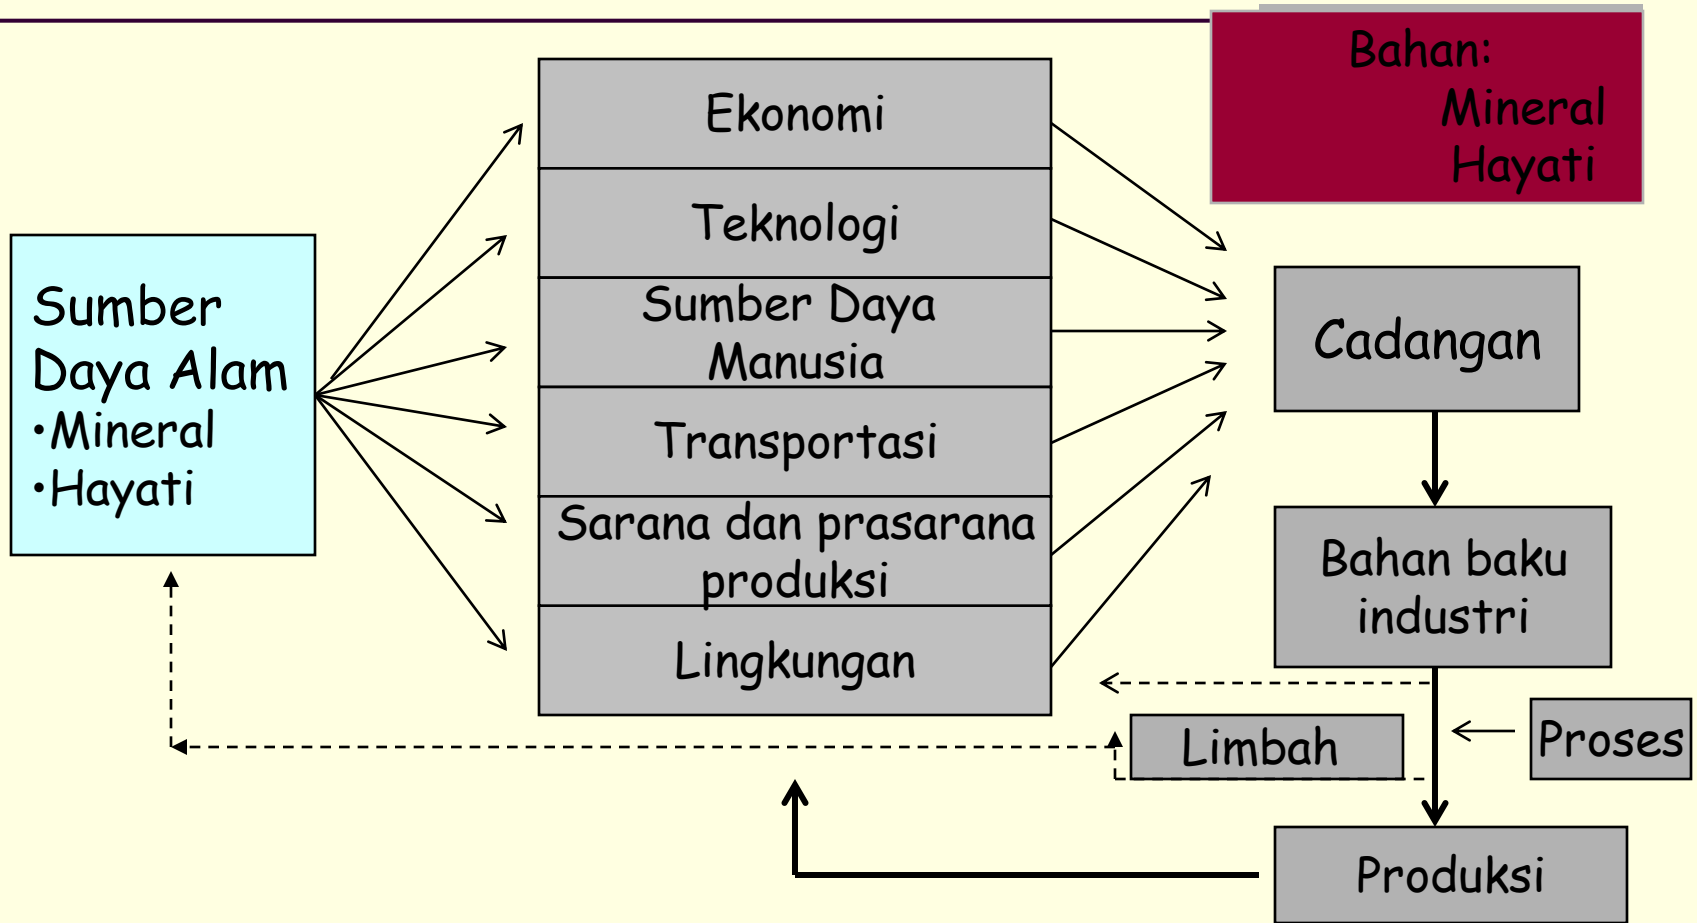 Bahan:
Mineral
Hayati
Sumber
Daya Alam
•Mineral
•Hayati
Ekonomi
Teknologi
Sumber Daya
Manusia
Transportasi
Sarana dan prasarana
produksi
Lingkungan
Cadangan
Bahan baku
industri
Limbah
Proses
Produksi